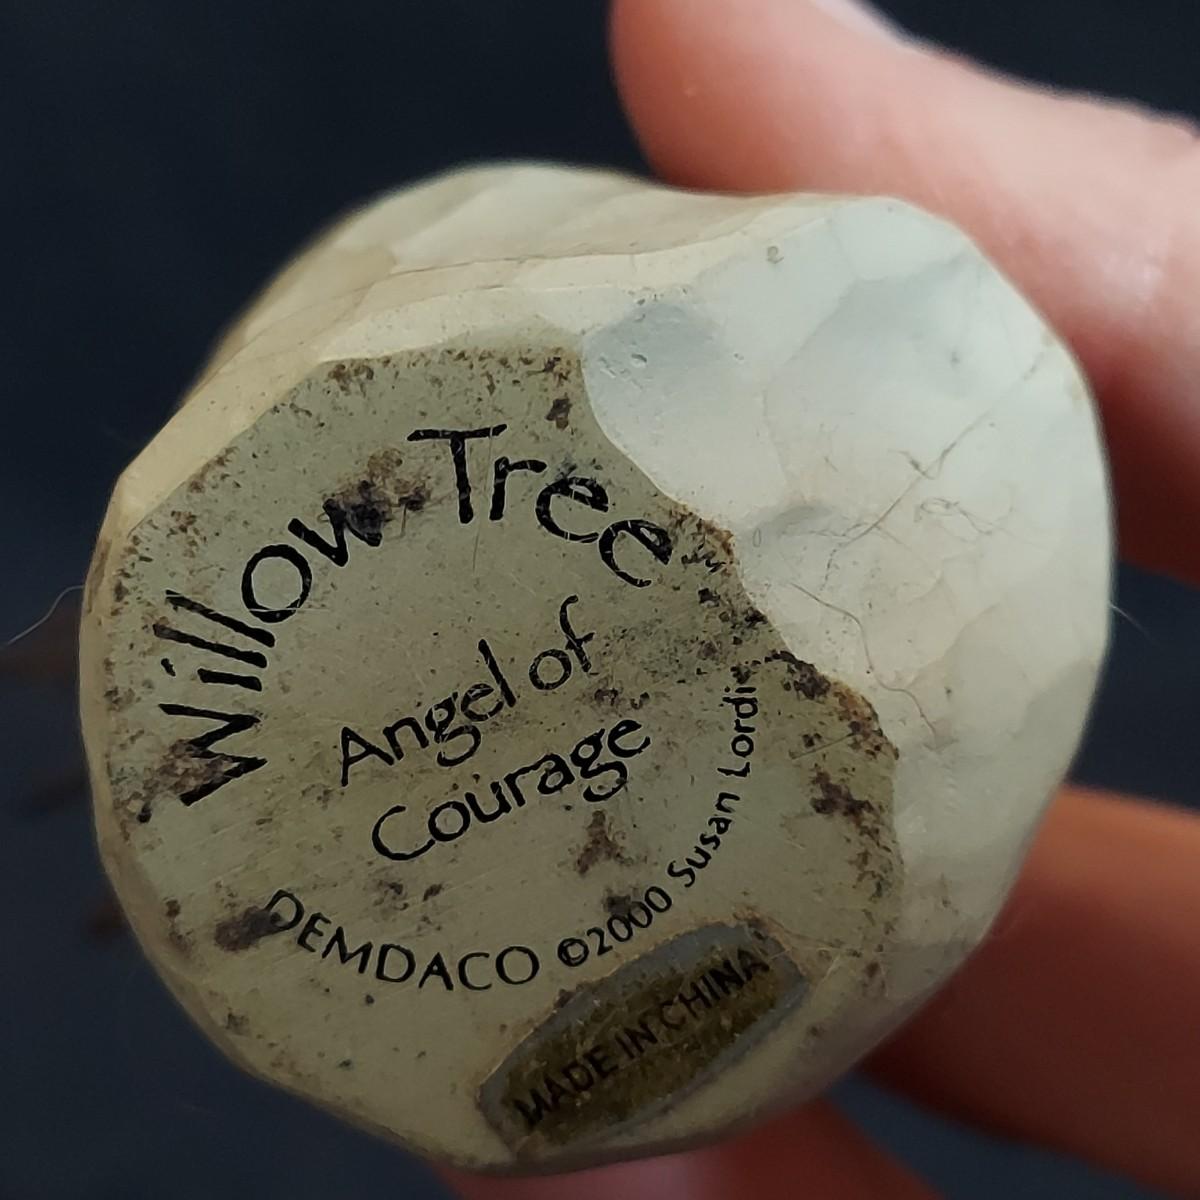 Willow Tree
Angel of
Courage
DEMDACO ©2000 Susan Lordi
MADE IN CHINA